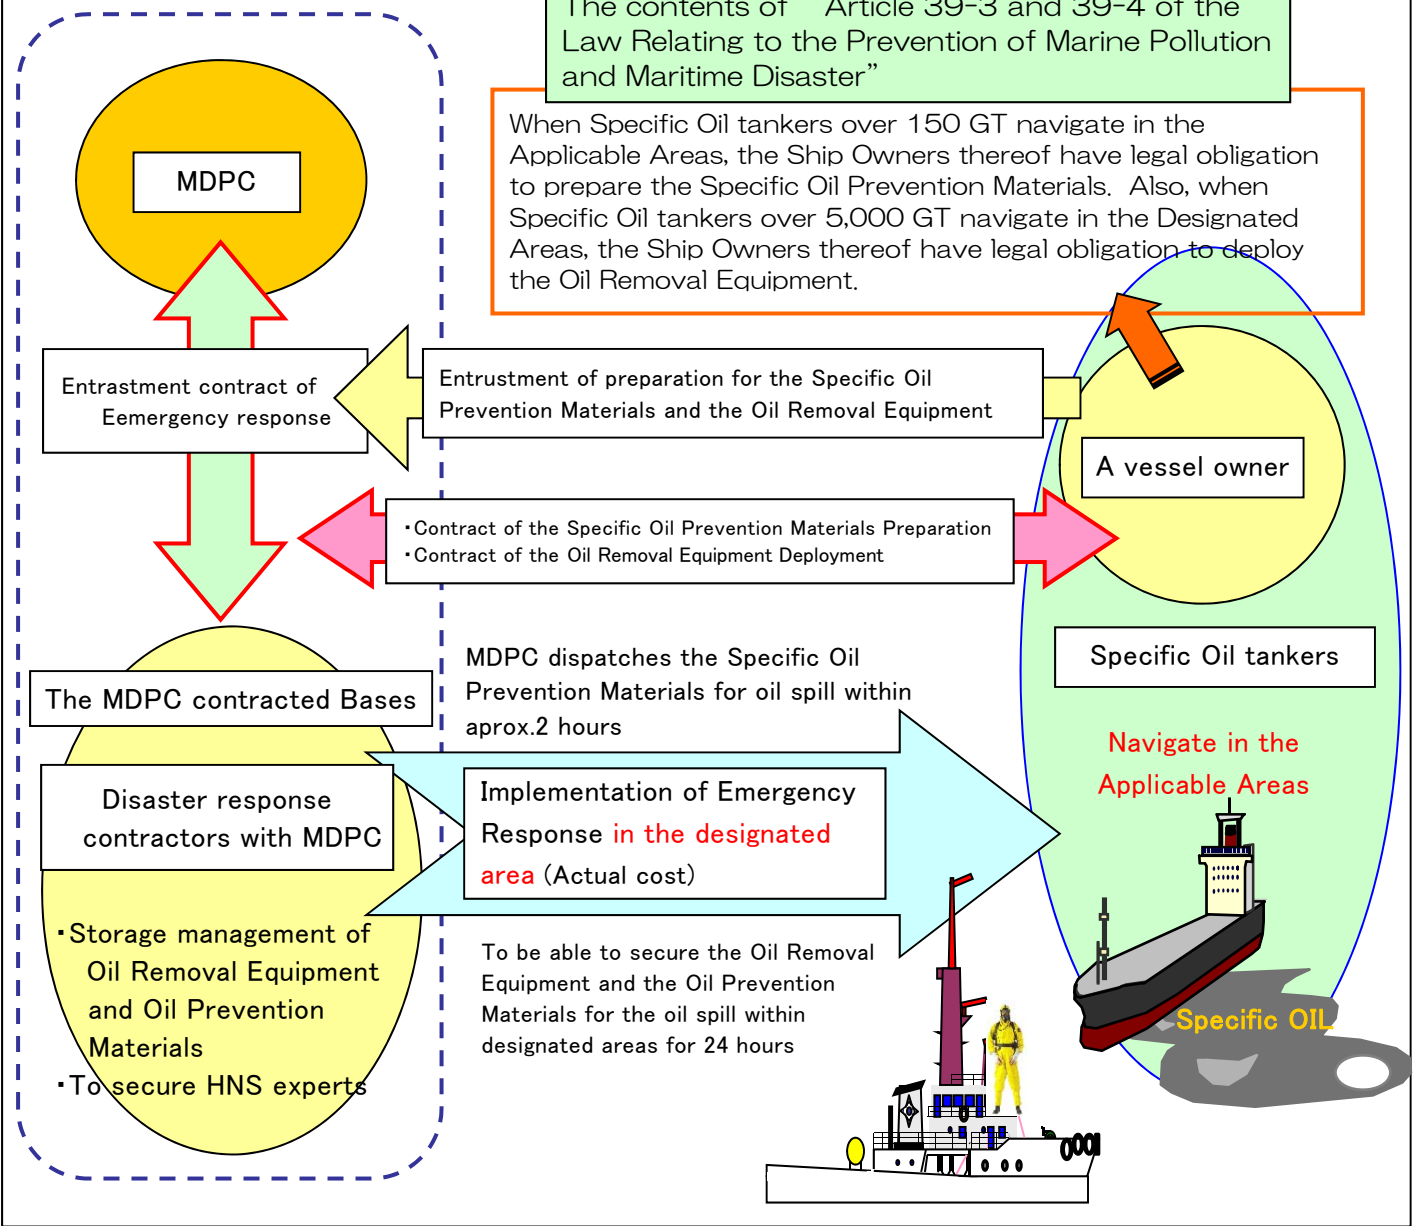 The contents of “Article 39-3 and 39-4 of the
Law Relating to the Prevention of Marine Pollution
and Maritime Disaster”
When Specific Oil tankers over 150 GT navigate in the
Applicable Areas, the Ship Owners thereof have legal obligation
to prepare the Specific Oil Prevention Materials. Also, when
Specific Oil tankers over 5,000 GT navigate in the Designated
Areas, the Ship Owners thereof have legal obligation to deploy
the Oil Removal Equipment.
MDPC
Entrastment contract of
Eemergency response
Entrustment of preparation for the Specific Oil
Prevention Materials and the Oil Removal Equipment
A vessel owner
・Contract of the Specific Oil Prevention Materials Preparation
・Contract of the Oil Removal Equipment Deployment
Specific Oil tankers
MDPC dispatches the Specific Oil
Prevention Materials for oil spill within
aprox.2 hours
The MDPC contracted Bases
Navigate in the
Applicable Areas
Disaster response
contractors with MDPC
Implementation of Emergency
Response in the designated
area (Actual cost)
・Storage management of
Oil Removal Equipment
and Oil Prevention
Materials
・To secure HNS experts
To be able to secure the Oil Removal
Equipment and the Oil Prevention
Materials for the oil spill within
designated areas for 24 hours
Specific OIL